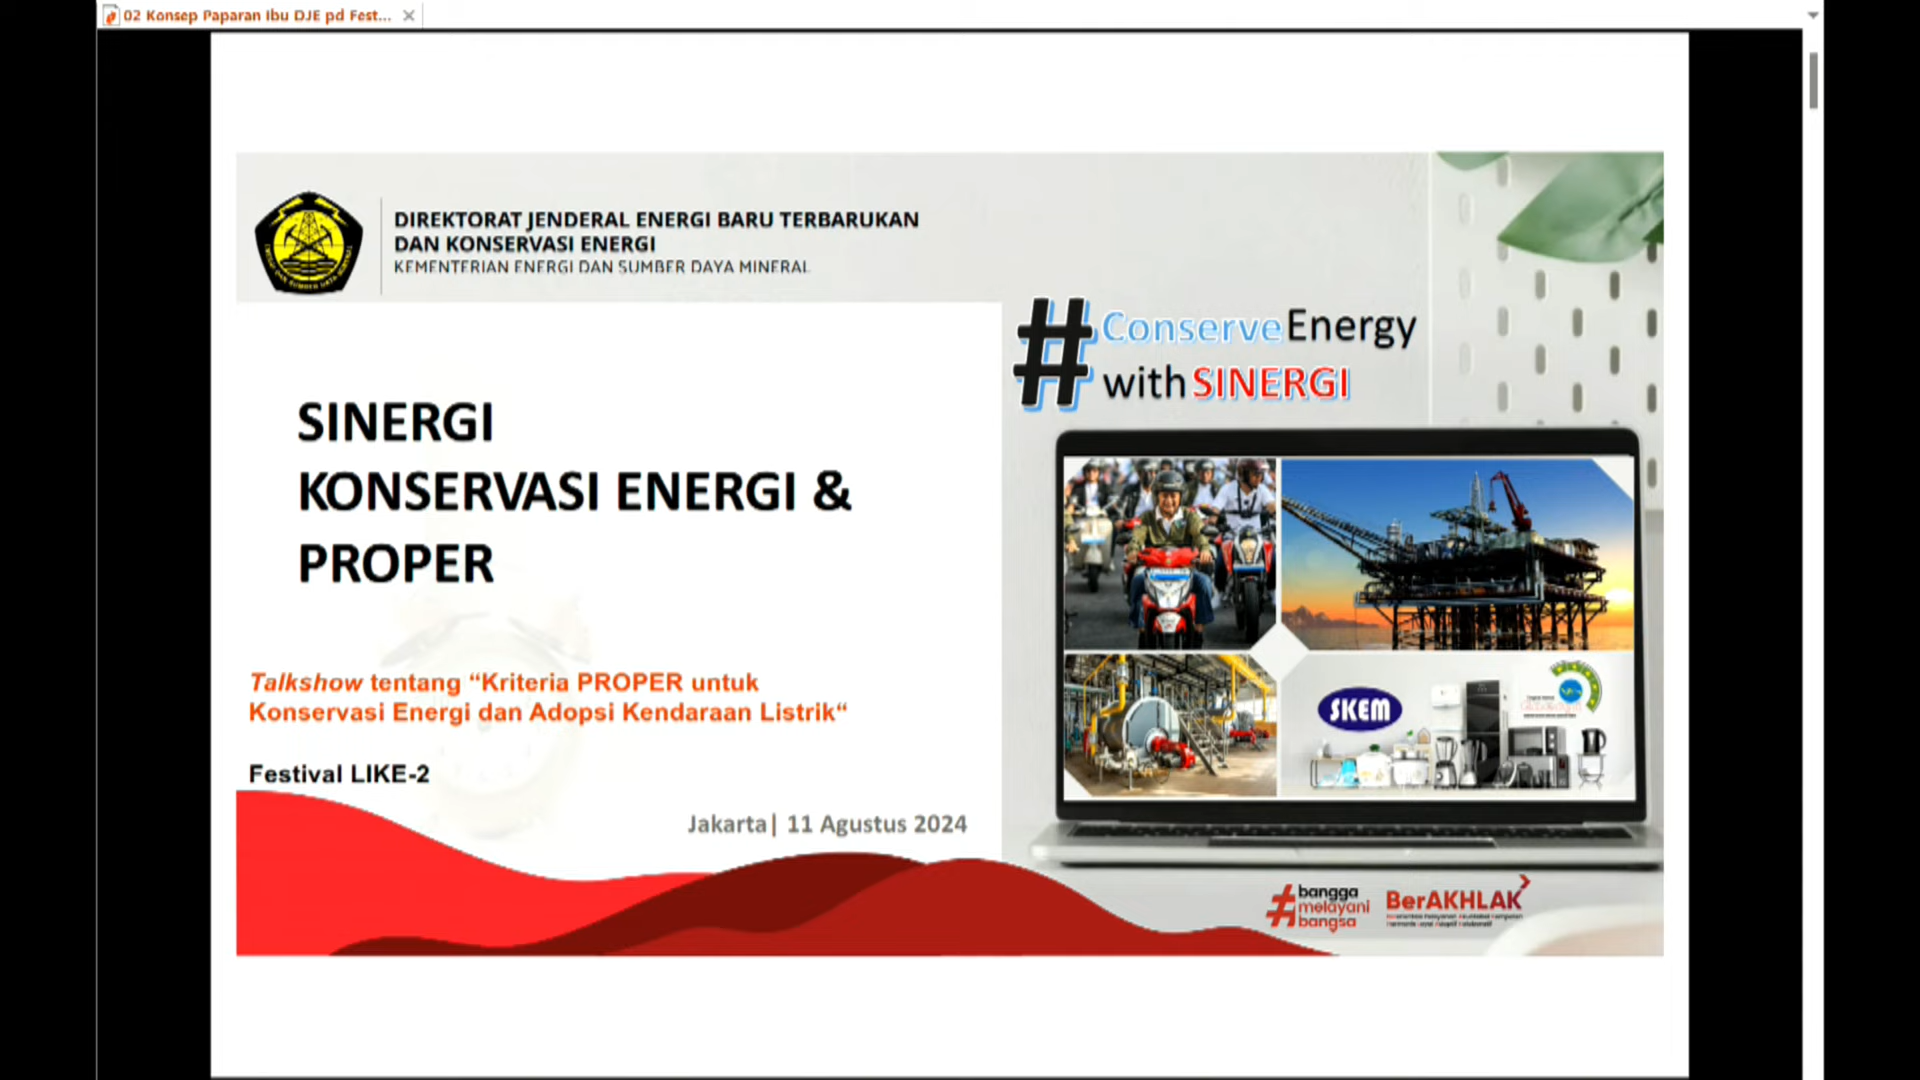 02 Konsep Paparan Ibu DJE pd Fest...
DIREKTORAT JENDERAL ENERGI BARU TERBARUKAN
DAN KONSERVASI ENERGI
KEMENTERIAN ENERGI DAN SUMBER DAYA MINERAL
#ConserveEnergy
withSINERGI
SINERGI
KONSERVASI ENERGI &
PROPER
SKEM
Talkshow tentang “Kriteria PROPER untuk
Konservasi Energi dan Adopsi Kendaraan Listrik“
Festival LIKE-2
Jakarta| 11 Agustus 2024
#bangga
melayani
bangsa
BerAKHLAK